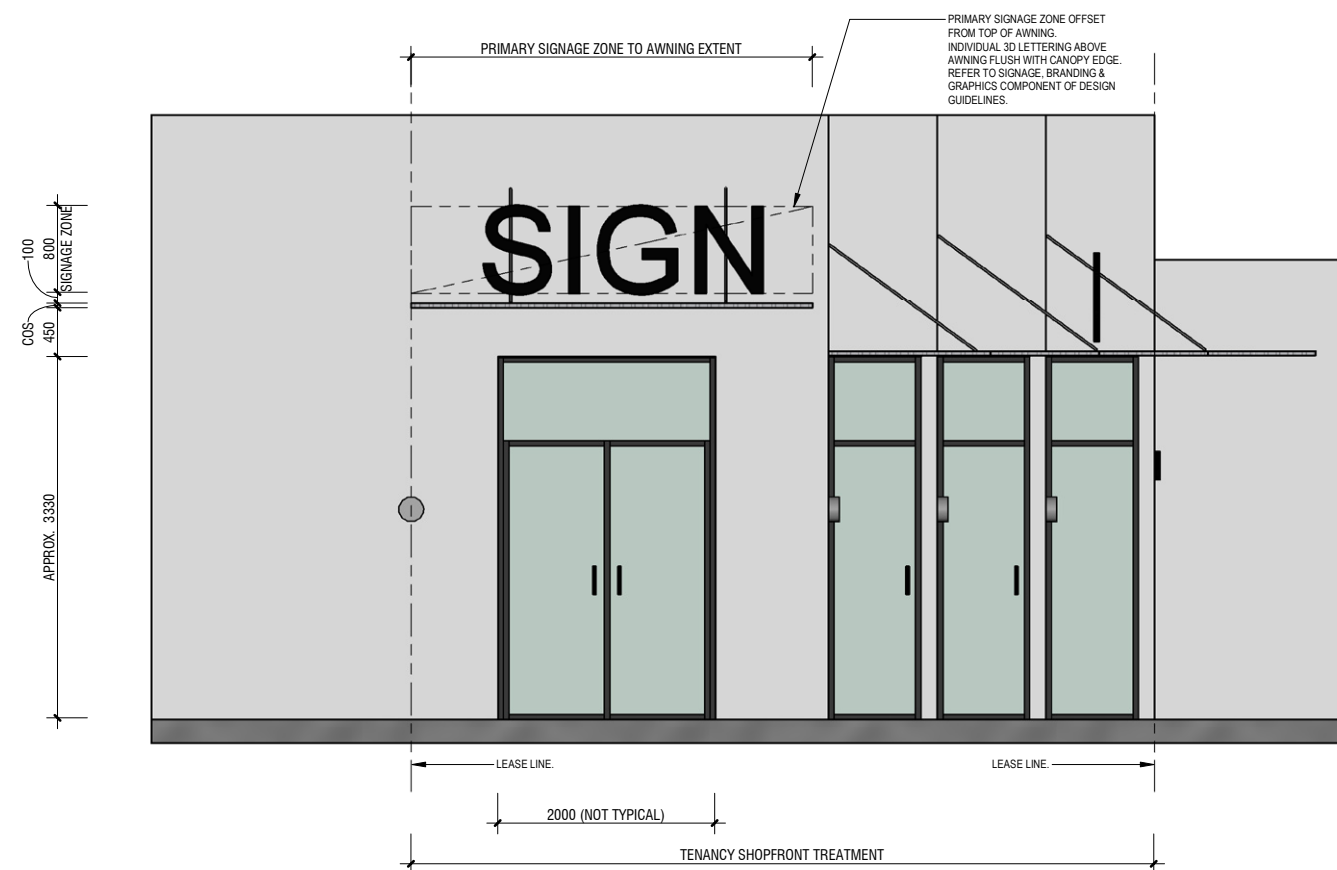 PRIMARY SIGNAGE ZONE OFFSET
FROM TOP OF AWNING.
INDIVIDUAL 3D LETTERING ABOVE
AWNING FLUSH WITH CANOPY EDGE.
REFER TO SIGNAGE, BRANDING &
GRAPHICS COMPONENT OF DESIGN
GUIDELINES.
PRIMARY SIGNAGE ZONE TO AWNING EXTENT
SIGN
100
800
SIGNAGE ZONE
COS
450
APPROX. 3330
LEASE LINE.
LEASE LINE.
2000 (NOT TYPICAL)
TENANCY SHOPFRONT TREATMENT